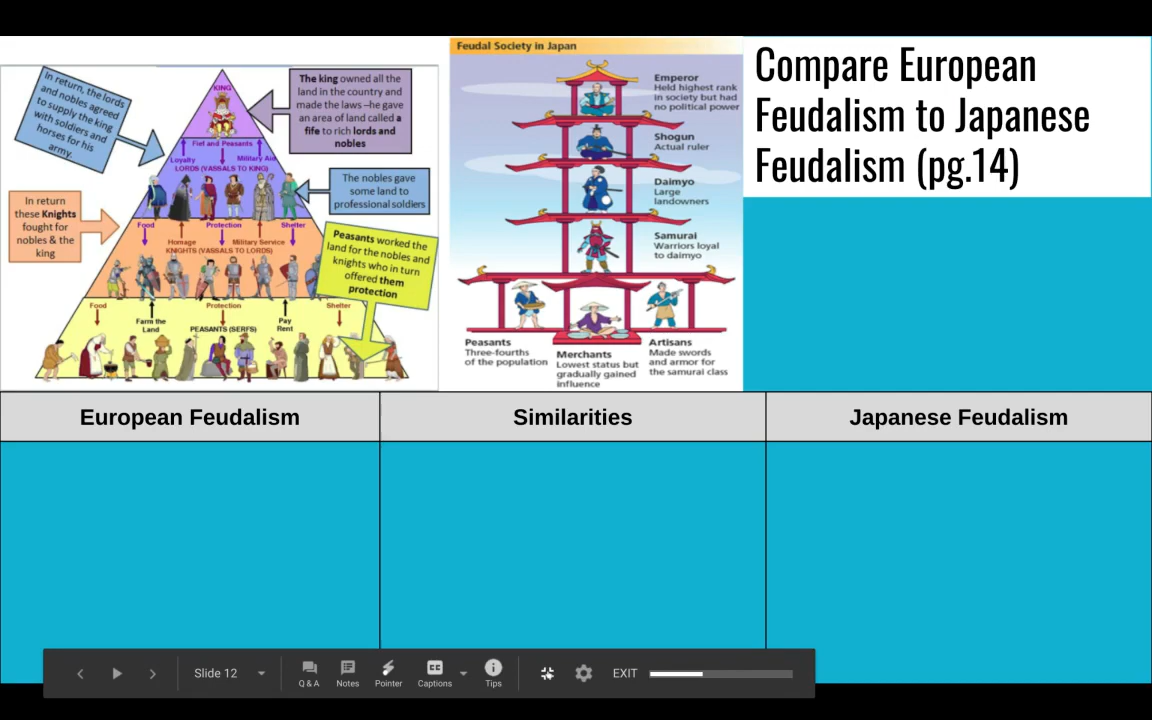 In return, the lords
and nobles agreed
to supply the king
with soldiers and
horses for his
army.
The king owned all the
land in the country and
made the laws –he gave
an area of land called a
fife to rich lords and
nobles
KING
Fief and Peasants
Loyalty
Military Aid
LORDS (VASSALS TO KING)
The nobles gave
some land to
professional soldiers
In return
these Knights
fought for
nobles & the
king
Food
Protection
Shelter
Homage
Military Service
KNIGHTS (VASSALS TO LORDS)
Peasants worked the
land for the nobles and
knights who in turn
offered them
protection
Food
Protection
Shelter
Farm the
Land
PEASANTS (SERFS)
Pay
Rent
Feudal Society in Japan
Emperor
Held highest rank
in society but had
no political power
Shogun
Actual ruler
Daimyo
Large
landowners
Samurai
Warriors loyal
to daimyo
Peasants
Three-fourths
of the population
Merchants
Lowest status but
gradually gained
influence
Artisans
Made swords
and armor for
the samurai class
Compare European
Feudalism to Japanese
Feudalism (pg.14)
European Feudalism
Similarities
Japanese Feudalism
Slide 12
Q & A
Notes
Pointer
CC
Captions
Tips
EXIT